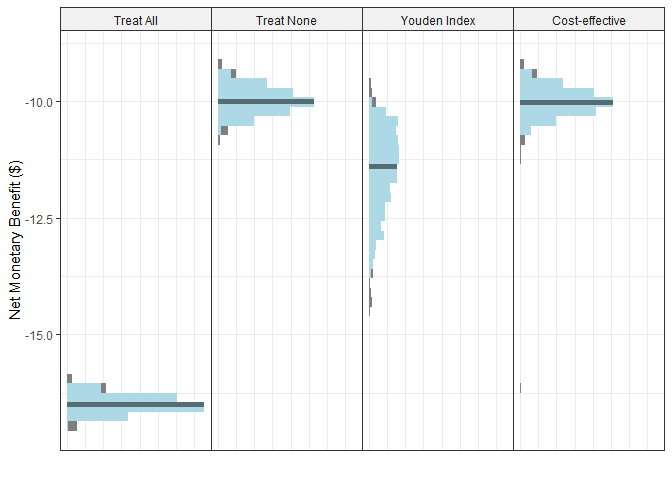 Treat All Treat None Youden Index Cost-effective
Net Monetary Benefit ($)
-10.0
-12.5
-15.0